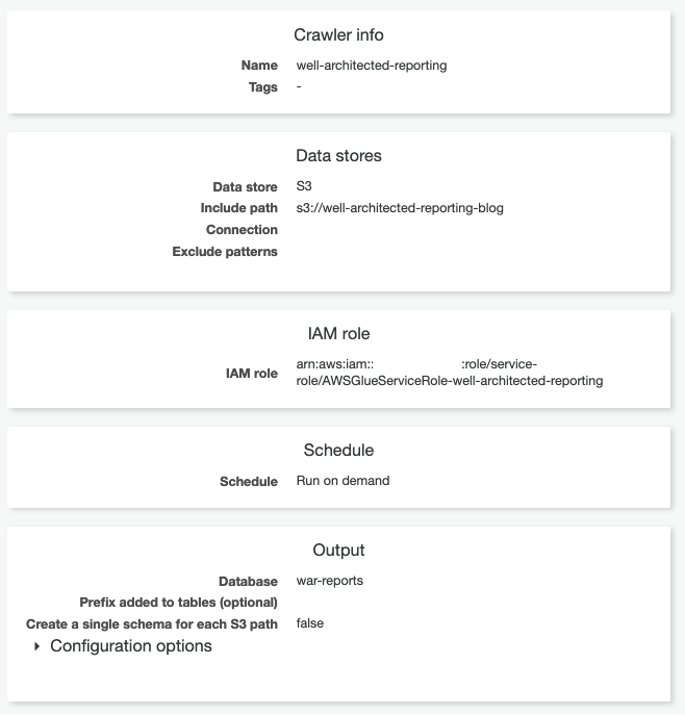 Crawler info
Name well-architected-reporting
Tags -
Data stores
Data store S3
Include path s3://well-architected-reporting-blog
Connection
Exclude patterns
IAM role
IAM role arn:aws:iam:: :role/service-
role/AWSGlueServiceRole-well-architected-reporting
Schedule
Schedule Run on demand
Output
Database war-reports
Prefix added to tables (optional)
Create a single schema for each S3 path false
Configuration options